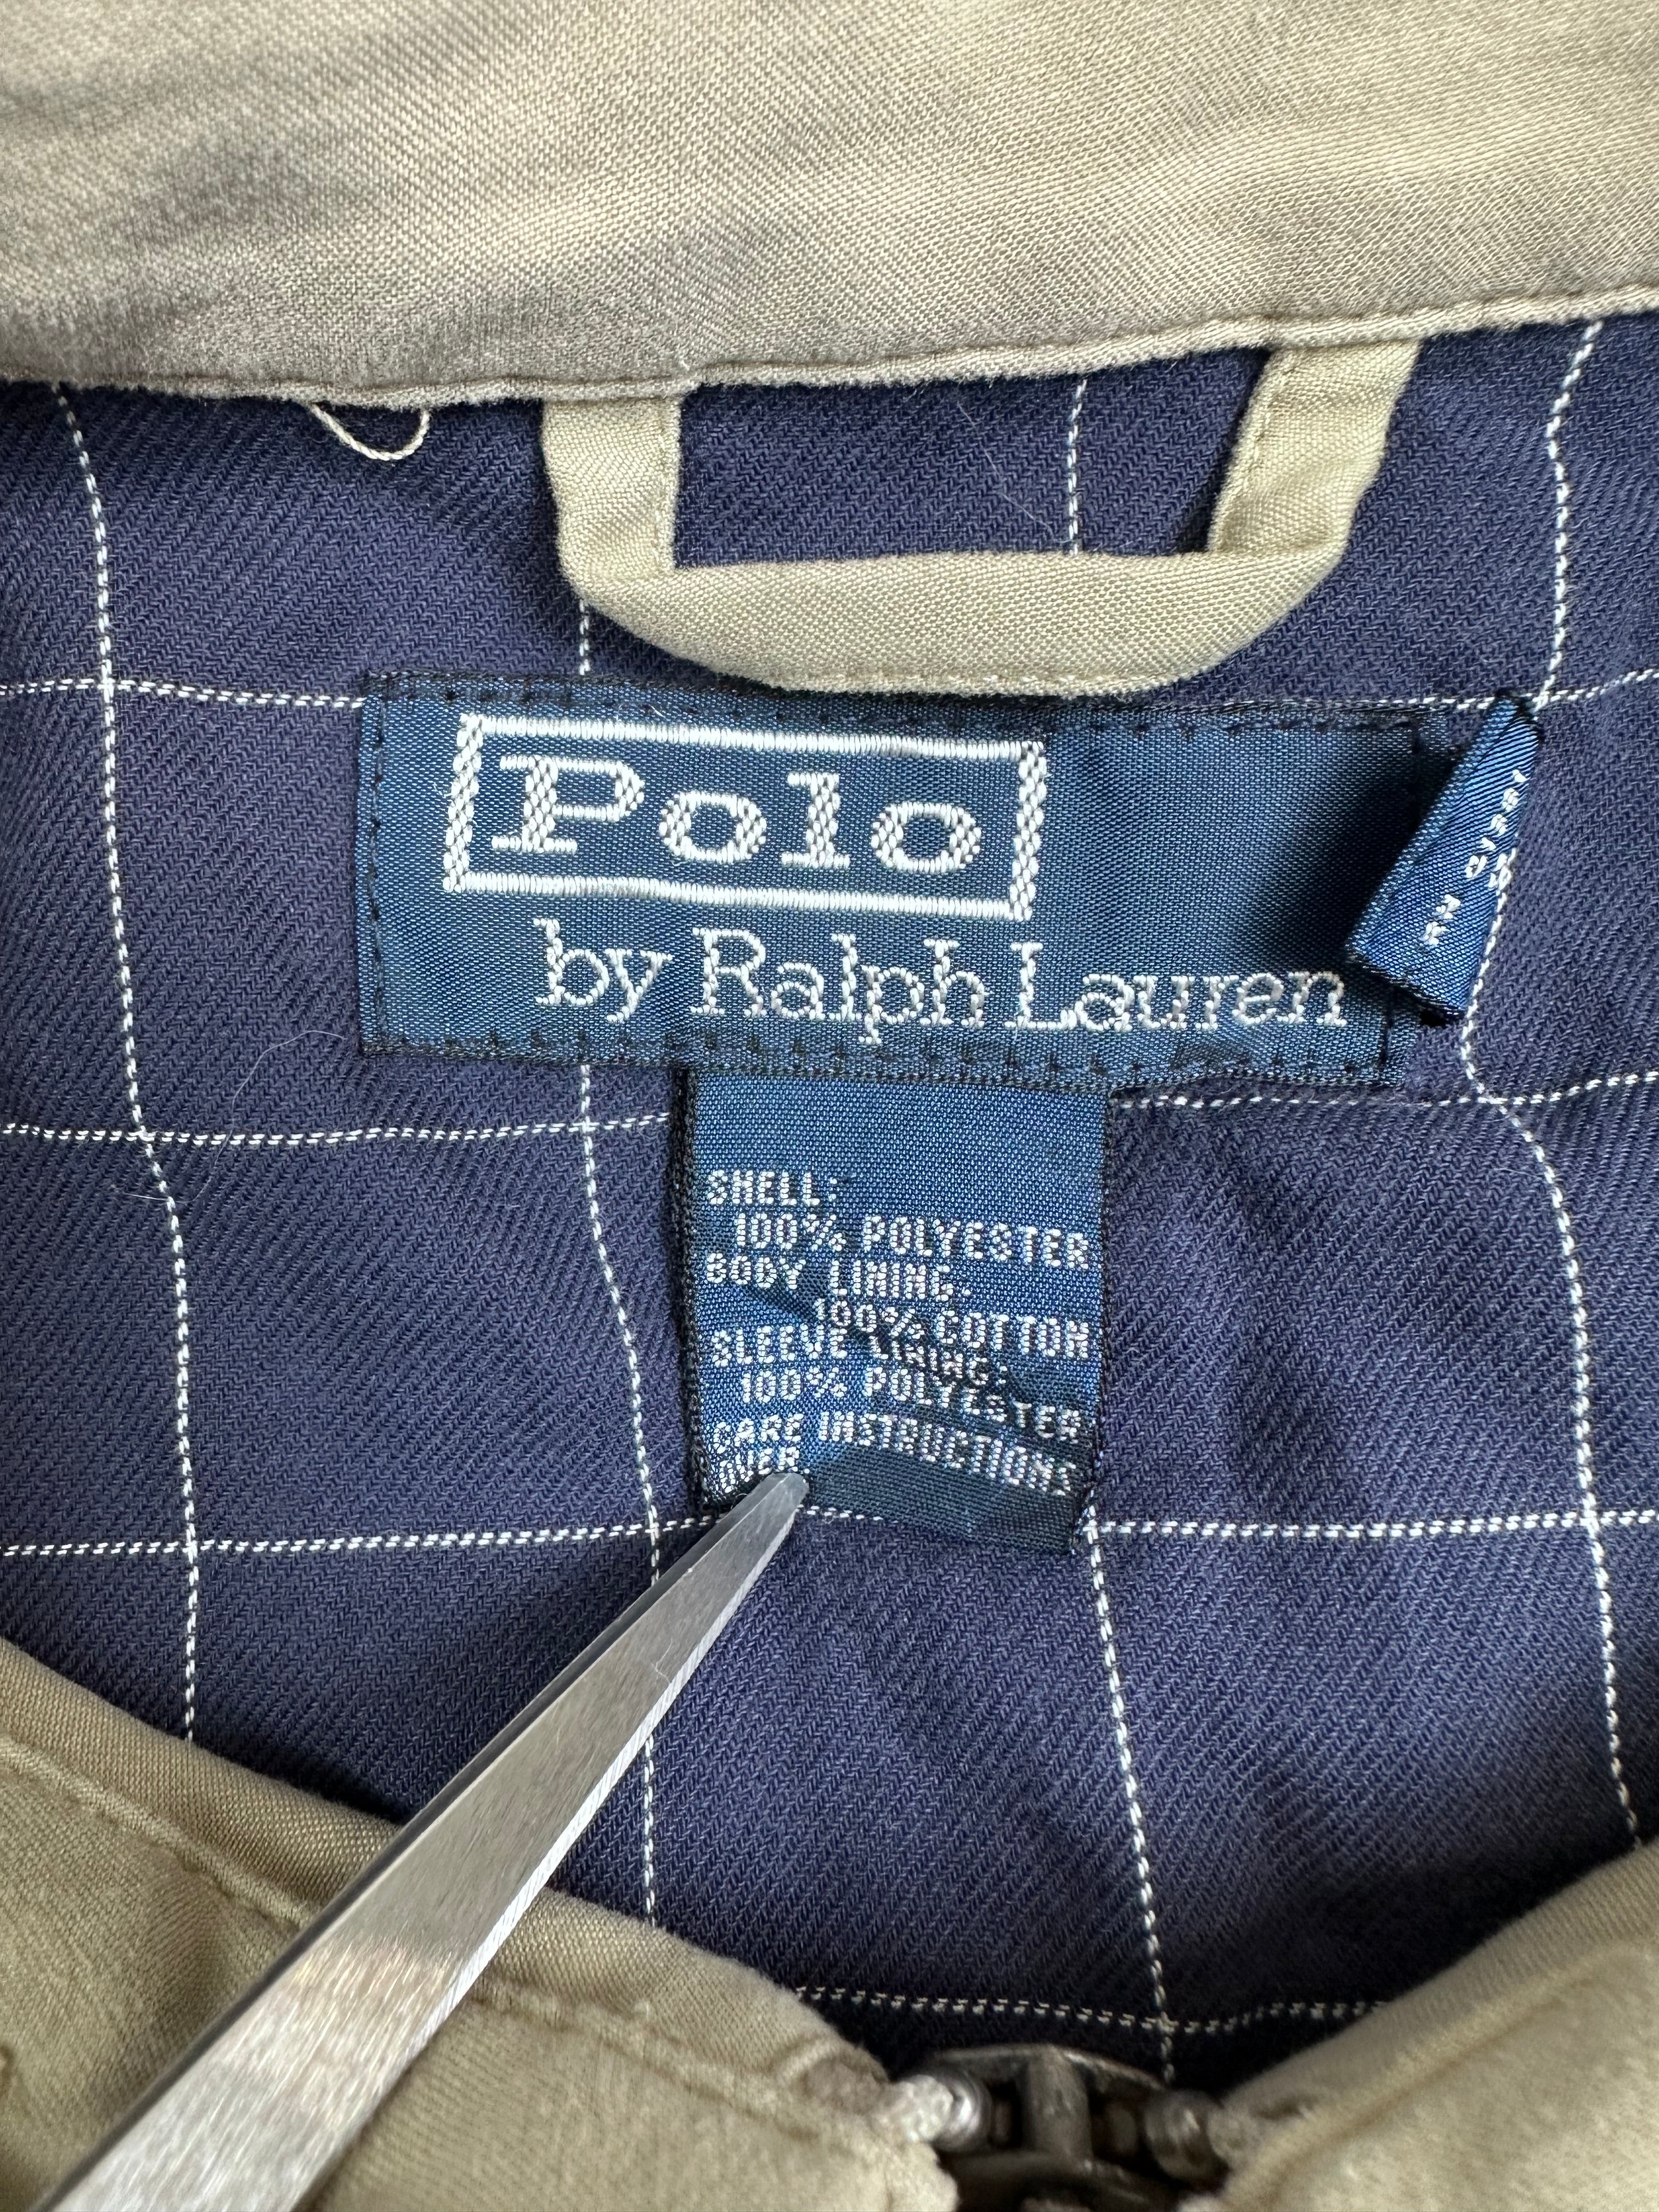 Polo
by Ralph Lauren
SHELL:
100% POLYESTER
BODY LINING:
100% COTTON
SLEEVE LINING:
100% POLYESTER
CARE INSTRUCTIONS
OVER